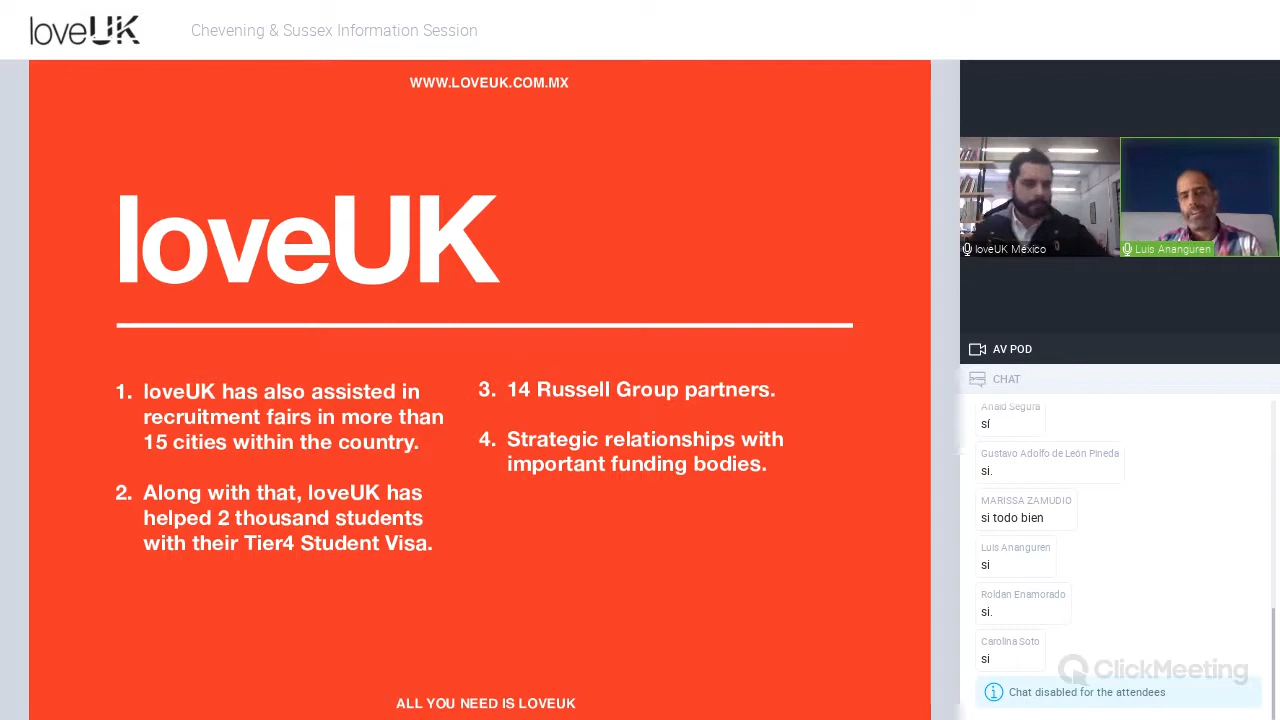 loveUK
Chevening & Sussex Information Session
WWW.LOVEUK.COM.MX
loveUK
1. loveUK has also assisted in
recruitment fairs in more than
15 cities within the country.
2. Along with that, loveUK has
helped 2 thousand students
with their Tier4 Student Visa.
3. 14 Russell Group partners.
4. Strategic relationships with
important funding bodies.
ALL YOU NEED IS LOVEUK
loveUK México
Luis Ananguren
AV POD
CHAT
Anaid Segura
sí
Gustavo Adolfo de León Pineda
si.
MARISSA ZAMUDIO
si todo bien
Luis Ananguren
si
Roldan Enamorado
si.
Carolina Soto
si
ClickMeeting
Chat disabled for the attendees